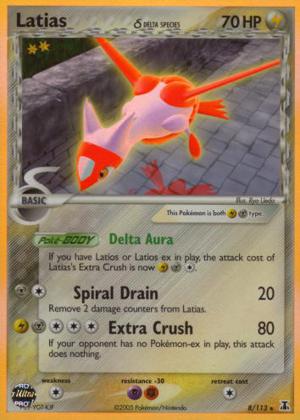 Latias δ DELTA SPECIES 70 HP
Illus. Ryo Ueda
BASIC
This Pokémon is both type.
Poké-BODY Delta Aura
If you have Latios or Latios ex in play, the attack cost of
Latias's Extra Crush is now
Spiral Drain 20
Remove 2 damage counters from Latias.
Extra Crush 80
If your opponent has no Pokémon-ex in play, this attack
does nothing.
weakness resistance -30 retreat cost
PRO Ultra PRO
©2005 Pokémon/Nintendo 8/113